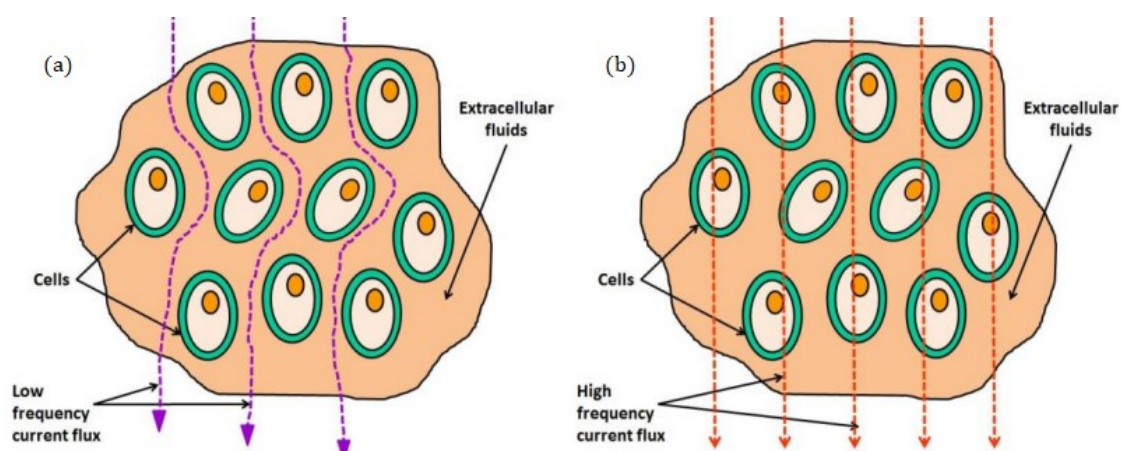 (a)
Extracellular
fluids
Cells
Low
frequency
current flux
(b)
Extracellular
fluids
Cells
High
frequency
current flux